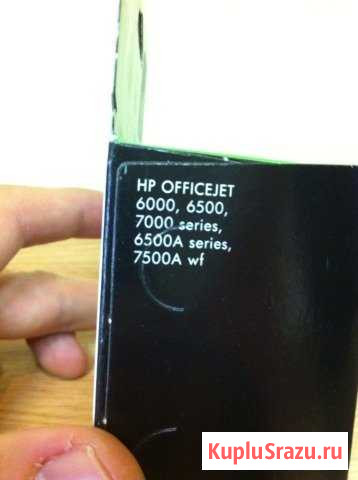 HP OFFICEJET
6000, 6500,
7000 series,
6500A series,
7500A wf
KupluSrazu.ru